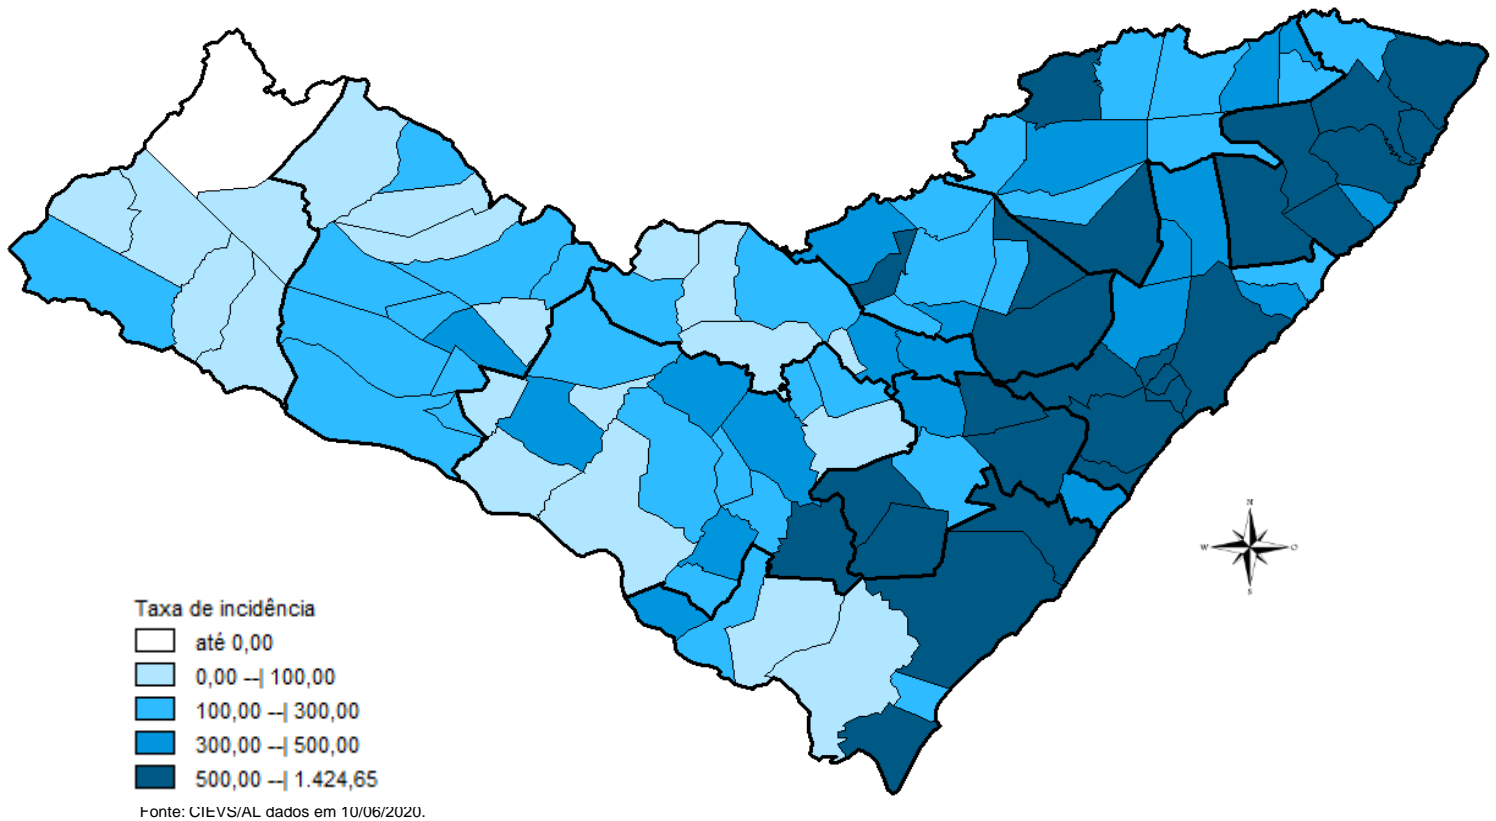 N
W
O
S
Taxa de incidência
até 0,00
0,00 --| 100,00
100,00 --| 300,00
300,00 --| 500,00
500,00 --| 1.424,65
Fonte: CIEVS/AL dados em 10/06/2020.